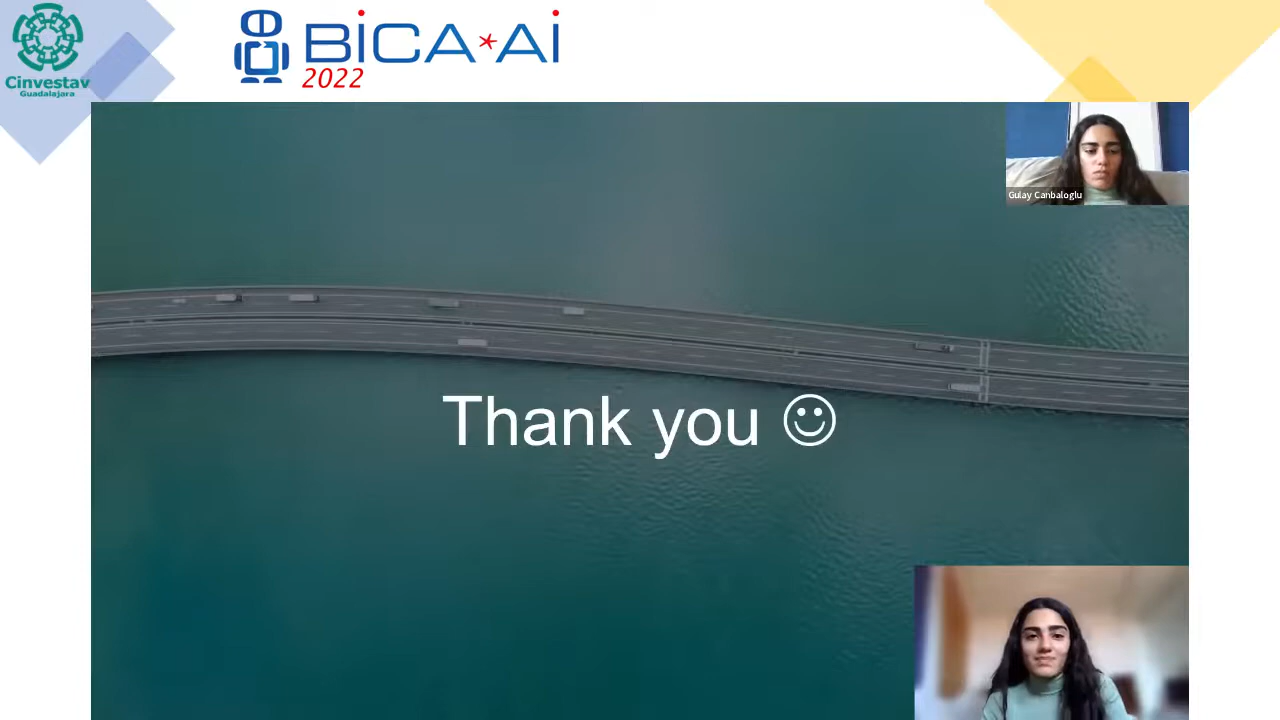 Cinvestav
Guadalajara
BiCA*Ai
2022
Gulay Canbaloglu
Thank you ☺